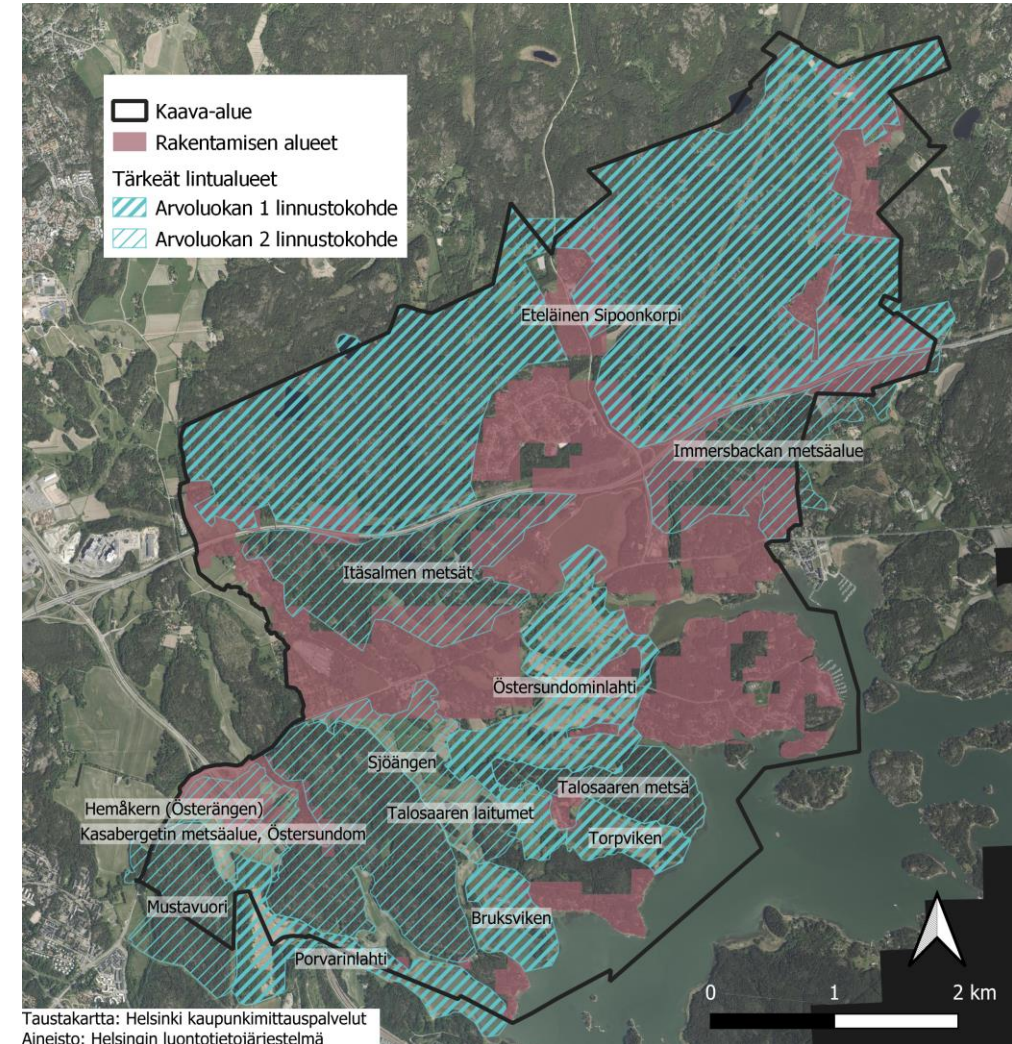 Kaava-alue
Rakentamisen alueet
Tärkeät lintualueet
Arvoluokan 1 linnustokohde
Arvoluokan 2 linnustokohde
Eteläinen Sipoonkorpi
Immersbackan metsäalue
Itäsalmen metsät
Östersundominlahti
Sjöängen
Talosaaren metsä
Hemåkern (Österängen)
Talosaaren laitumet
Kasabergetin metsäalue, Östersundom
Torpviken
Mustavuori
Bruksviken
Porvarinlahti
0 1 2 km
Taustakartta: Helsinki kaupunkimittauspalvelut
Aineisto: Helsingin luontotietojärjestelmä